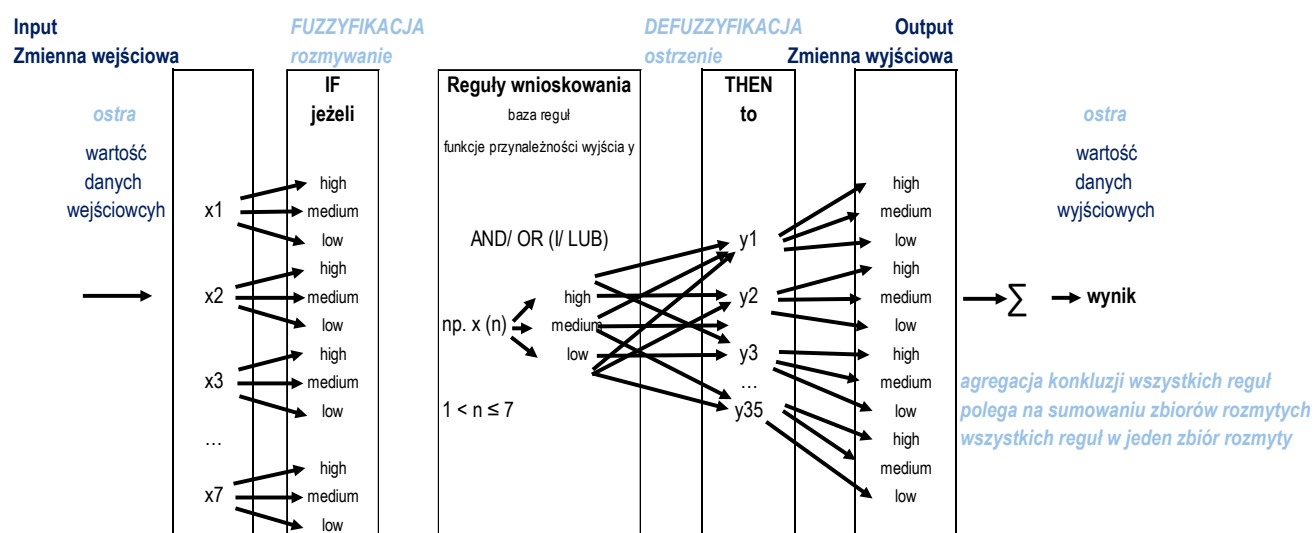 Input
Zmienna wejściowa
FUZZYFIKACJA
rozmywanie
DEFUZZYFIKACJA
ostrzenie
Output
Zmienna wyjściowa
ostra
wartość
danych
wejściowcyh
x1
x2
x3
…
x7
IF
jeżeli
high
medium
low
high
medium
low
high
medium
low
high
medium
low
Reguły wnioskowania
baza reguł
funkcje przynależności wyjścia y
AND/ OR (I/ LUB)
np. x (n)
high
medium
low
1 < n ≤ 7
THEN
to
y1
y2
y3
…
y35
high
medium
low
high
medium
low
high
medium
low
high
medium
low
ostra
wartość
danych
wyjściowych
∑
wynik
agregacja konkluzji wszystkich reguł
polega na sumowaniu zbiorów rozmytych
wszystkich reguł w jeden zbiór rozmyty